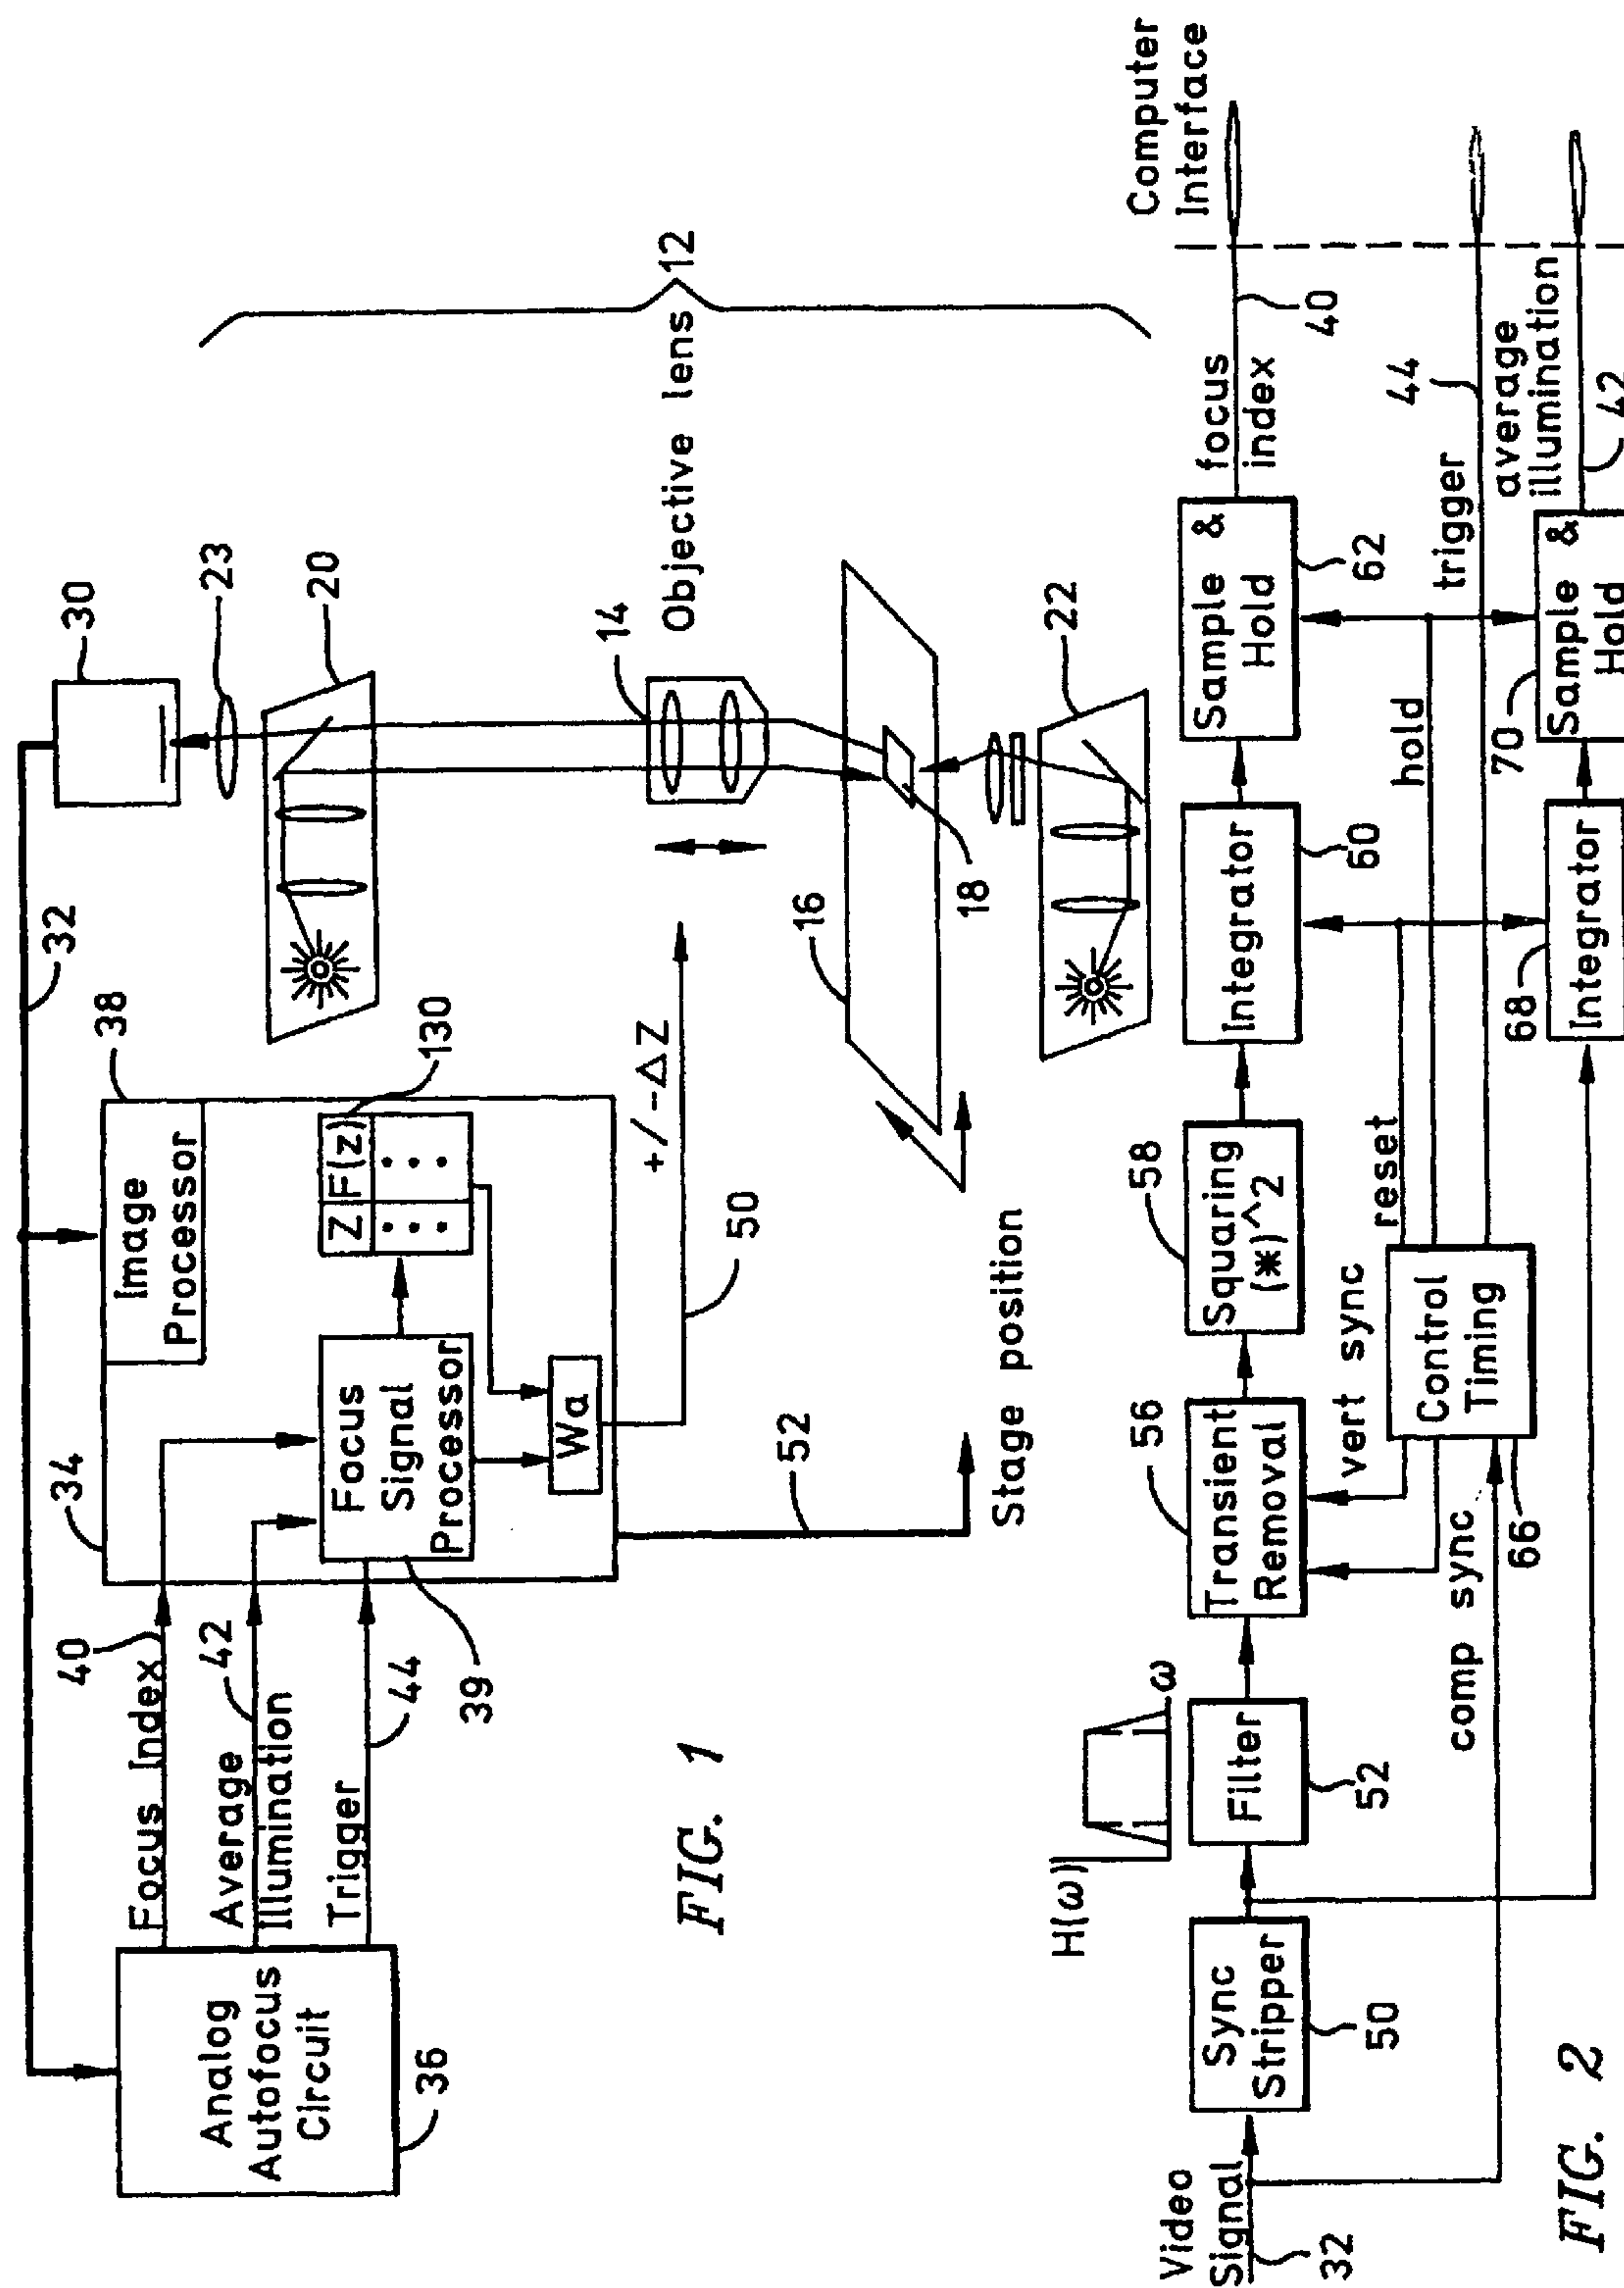 32
30
23
20
14
Objective lens
12
16
18
22
34
38
Image
Processor
Z F(z)
130
Focus
Signal
Processor
39
Wa
+/-ΔZ
50
52
Stage position
Focus Index
40
Average
Illumination
42
Trigger
44
Analog
Autofocus
Circuit
36
FIG. 1
Video
Signal
32
Sync
Stripper
50
H(ω)
ω
Filter
52
Transient
Removal
56
Squaring
(*)^2
58
Integrator
60
Sample &
Hold
62
focus
index
40
Computer
Interface
vert sync
comp sync
Control
Timing
66
reset
hold
trigger
44
Integrator
68
Sample &
Hold
70
average
illumination
42
FIG. 2